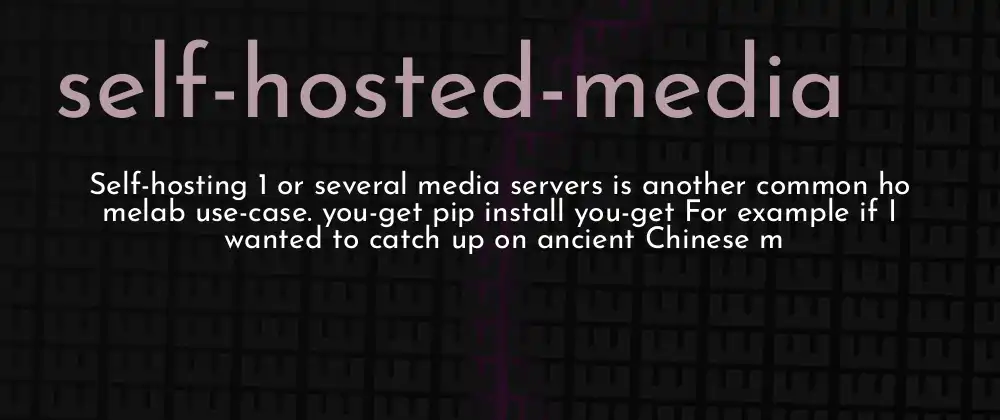 self-hosted-media
Self-hosting 1 or several media servers is another common ho
melab use-case. you-get pip install you-get For example if I
wanted to catch up on ancient Chinese m